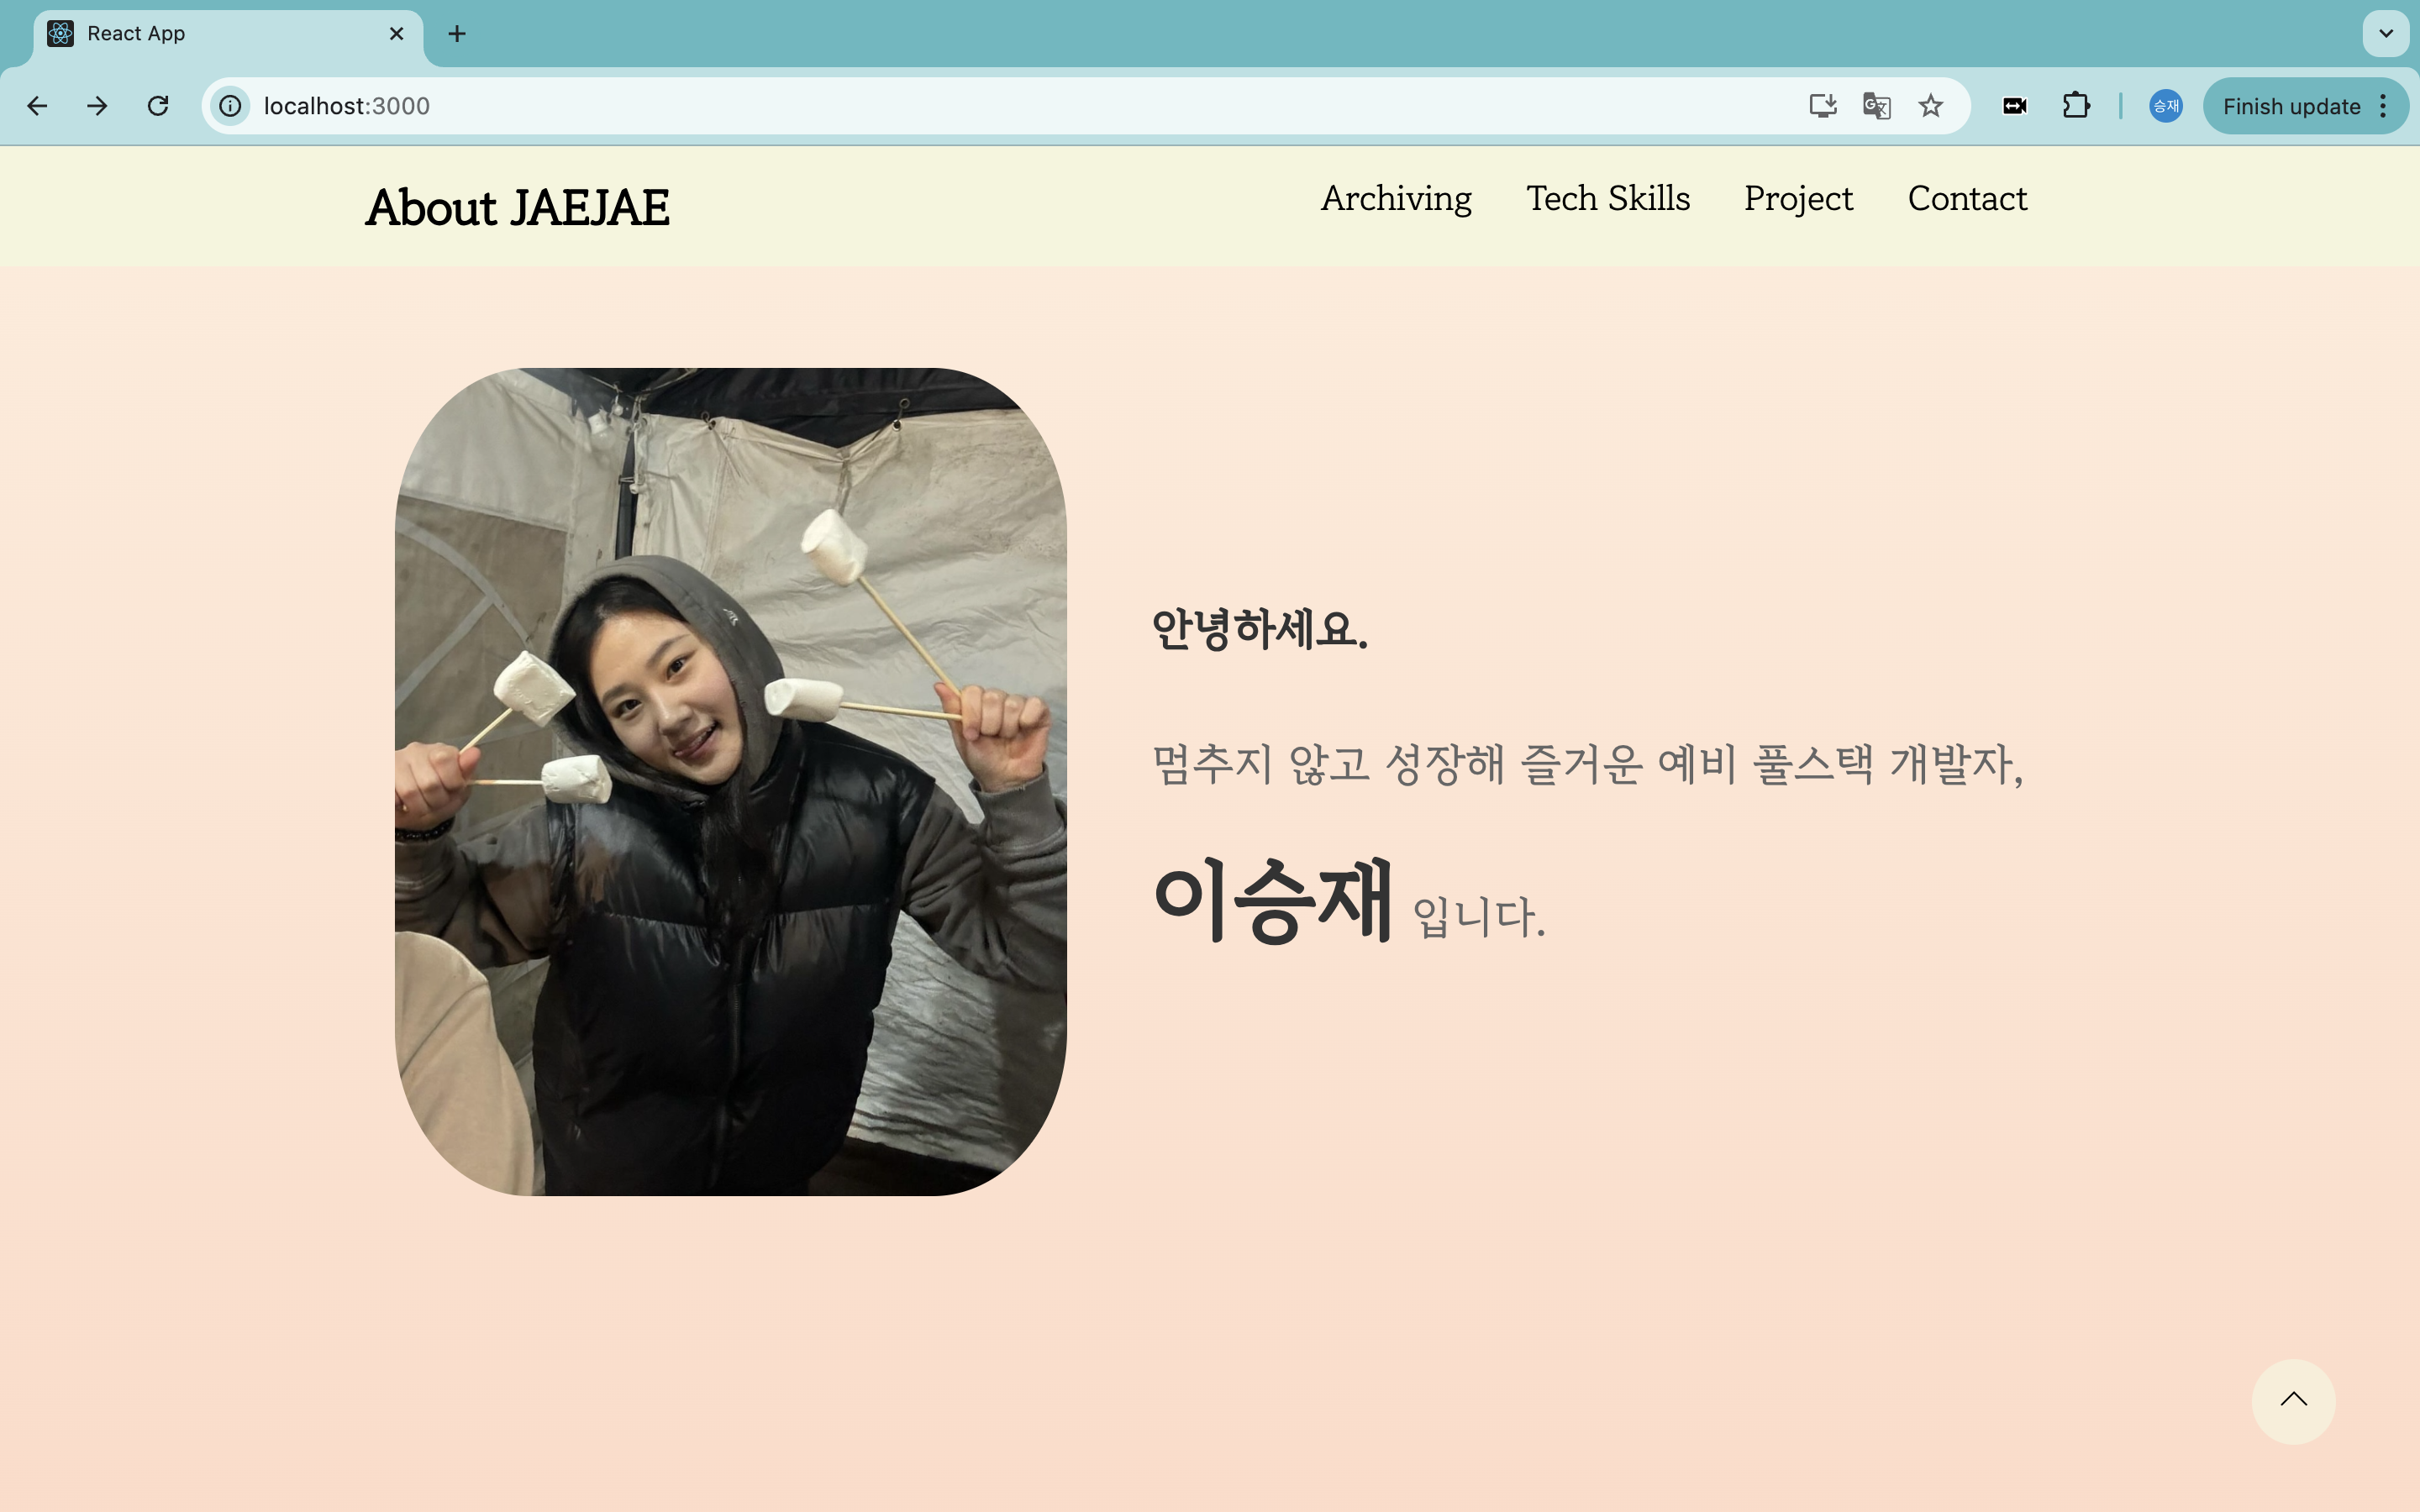 React App
localhost:3000
승재
Finish update
About JAEJAE
Archiving Tech Skills Project Contact
안녕하세요.
멈추지 않고 성장해 즐거운 예비 풀스택 개발자,
이승재 입니다.